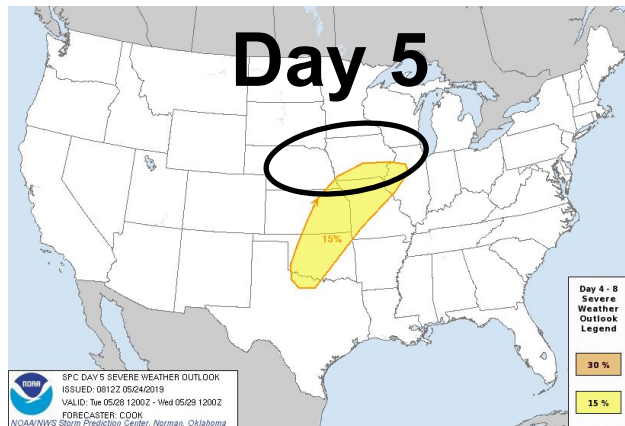 Day 5
15%
Day 4 - 8
Severe
Weather
Outlook
Legend
30 %
15 %
NOAA
SPC DAY 5 SEVERE WEATHER OUTLOOK
ISSUED: 0812Z 05/24/2019
VALID: Tue 05/28 1200Z - Wed 05/29 1200Z
FORECASTER: COOK
NOAA/NWS Storm Prediction Center, Norman, Oklahoma